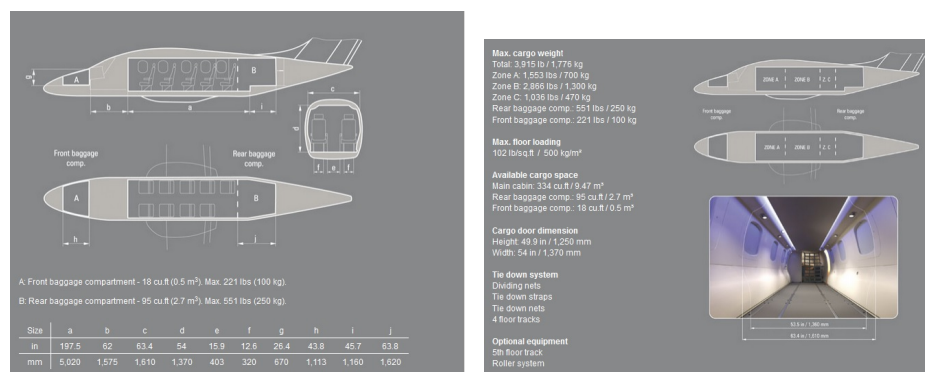 A
B
g
b
a
i
c
d
f e f
Front baggage
comp.
Rear baggage
comp.
A
B
h
j
A: Front baggage compartment - 18 cu.ft (0.5 m³). Max. 221 lbs (100 kg).
B: Rear baggage compartment - 95 cu.ft (2.7 m³). Max. 551 lbs (250 kg).
Size a b c d e f g h i j
in 197.5 62 63.4 54 15.9 12.6 26.4 43.8 45.7 63.8
mm 5,020 1,575 1,610 1,370 403 320 670 1,113 1,160 1,620
Max. cargo weight
Total: 3,915 lb / 1,776 kg
Zone A: 1,553 lbs / 700 kg
Zone B: 2,866 lbs / 1,300 kg
Zone C: 1,036 lbs / 470 kg
Rear baggage comp.: 551 lbs / 250 kg
Front baggage comp.: 221 lbs / 100 kg
Max. floor loading
102 lb/sq.ft / 500 kg/m²
Available cargo space
Main cabin: 334 cu.ft / 9.47 m³
Rear baggage comp.: 95 cu.ft / 2.7 m³
Front baggage comp.: 18 cu.ft / 0.5 m³
Cargo door dimension
Height: 49.9 in / 1,250 mm
Width: 54 in / 1,370 mm
Tie down system
Dividing nets
Tie down straps
Tie down nets
4 floor tracks
Optional equipment
5th floor track
Roller system
ZONE A ZONE B Z. C
Front baggage
comp.
Rear baggage
comp.
ZONE A ZONE B Z. C
in / 1,360 mm
63.4 in / 1,610 mm